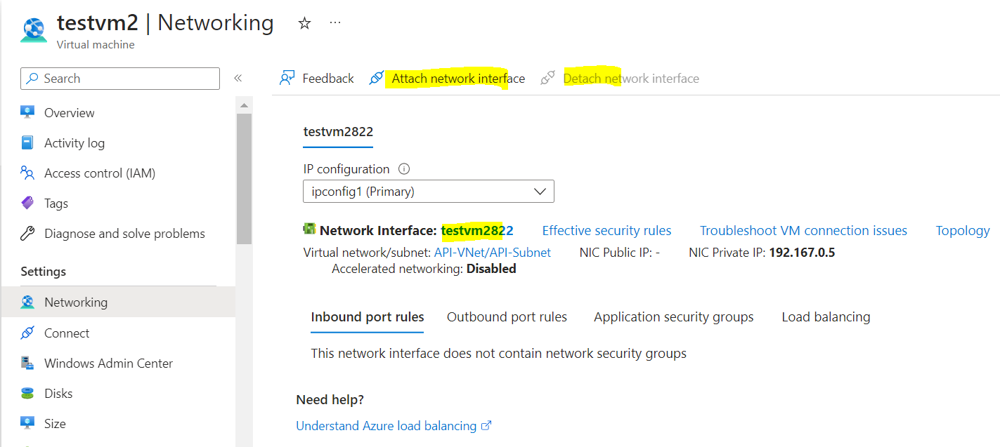 testvm2 | Networking
Virtual machine
Search
«
Feedback
Attach network interface
Detach network interface
Overview
Activity log
Access control (IAM)
Tags
Diagnose and solve problems
Settings
Networking
Connect
Windows Admin Center
Disks
Size
testvm2822
IP configuration
ipconfig1 (Primary)
Network Interface: testvm2822 Effective security rules Troubleshoot VM connection issues Topology
Virtual network/subnet: API-VNet/API-Subnet NIC Public IP: - NIC Private IP: 192.167.0.5
Accelerated networking: Disabled
Inbound port rules Outbound port rules Application security groups Load balancing
This network interface does not contain network security groups
Need help?
Understand Azure load balancing